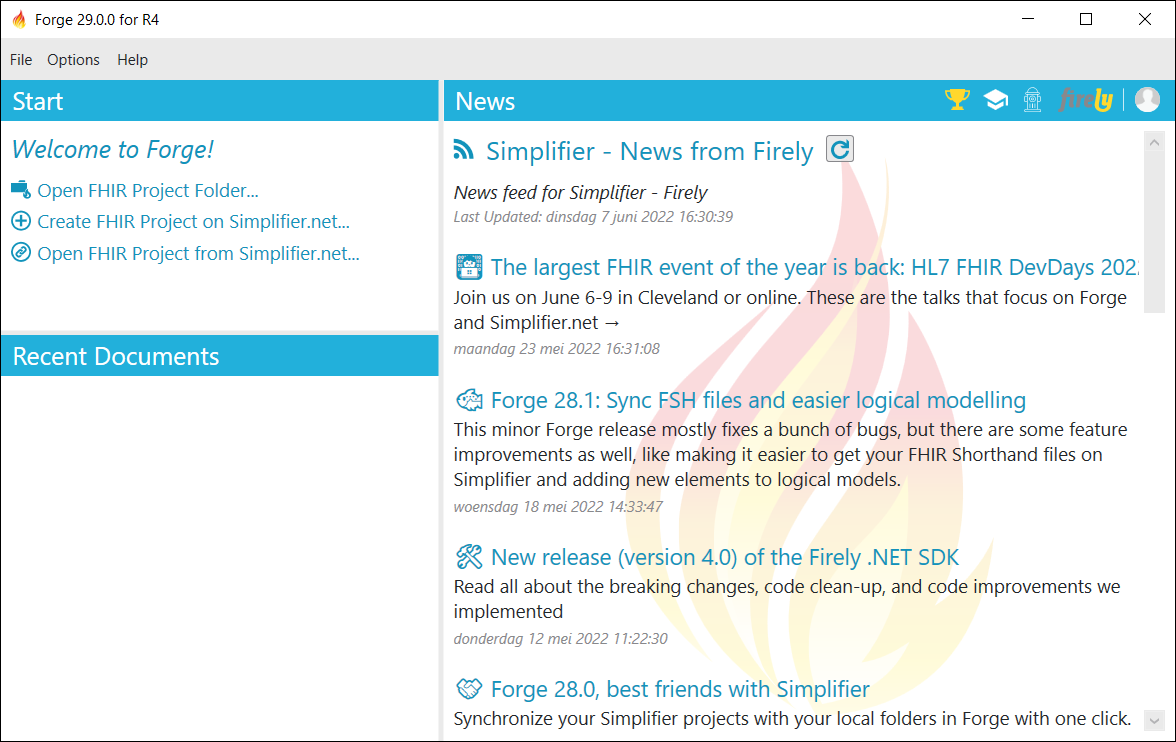 Forge 29.0.0 for R4
File Options Help
Start
Welcome to Forge!
Open FHIR Project Folder...
Create FHIR Project on Simplifier.net...
Open FHIR Project from Simplifier.net...
Recent Documents
News
firely
Simplifier - News from Firely
News feed for Simplifier - Firely
Last Updated: dinsdag 7 juni 2022 16:30:39
The largest FHIR event of the year is back: HL7 FHIR DevDays 202
Join us on June 6-9 in Cleveland or online. These are the talks that focus on Forge
and Simplifier.net →
maandag 23 mei 2022 16:31:08
Forge 28.1: Sync FSH files and easier logical modelling
This minor Forge release mostly fixes a bunch of bugs, but there are some feature
improvements as well, like making it easier to get your FHIR Shorthand files on
Simplifier and adding new elements to logical models.
woensdag 18 mei 2022 14:33:47
New release (version 4.0) of the Firely .NET SDK
Read all about the breaking changes, code clean-up, and code improvements we
implemented
donderdag 12 mei 2022 11:22:30
Forge 28.0, best friends with Simplifier
Synchronize your Simplifier projects with your local folders in Forge with one click.